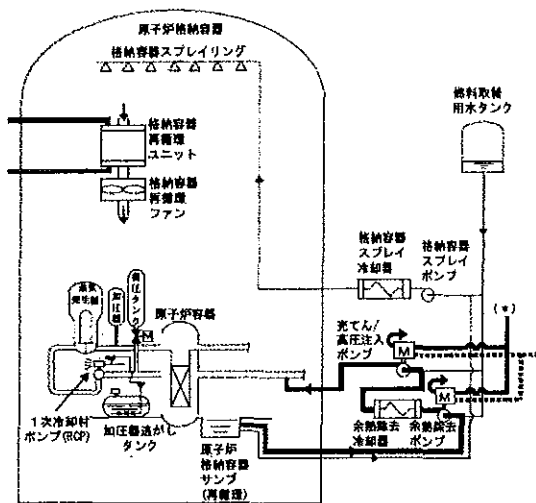 原子炉格納容器
格納容器スプレイリング
格納容器
再循環
ユニット
格納容器
再循環
ファン
燃料取替
用水タンク
格納容器
スプレイ
冷却器
格納容器
スプレイ
ポンプ
蒸気
発生器
加圧器
蓄圧タンク
M
原子炉容器
(*)
充てん/
高圧注入
ポンプ
M
M
1次冷却材
ポンプ(RCP)
加圧器逃がし
タンク
余熱除去
冷却器
余熱除去
ポンプ
原子炉
格納容器
サンプ
(再循環)